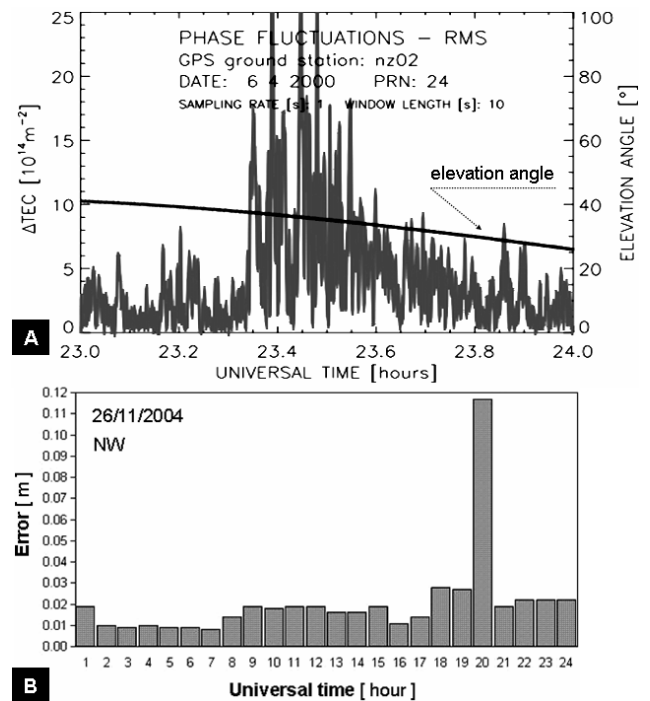 PHASE FLUCTUATIONS – RMS
GPS ground station: nz02
DATE: 6 4 2000 PRN: 24
SAMPLING RATE [s]: 1 WINDOW LENGTH [s]: 10
ΔTEC [10¹⁴m⁻²]
25
20
15
10
5
0
ELEVATION ANGLE [°]
100
80
60
40
20
0
elevation angle
A
23.0 23.2 23.4 23.6 23.8 24.0
UNIVERSAL TIME [hours]
26/11/2004
NW
Error [ m ]
0.12
0.11
0.10
0.09
0.08
0.07
0.06
0.05
0.04
0.03
0.02
0.01
0.00
1 2 3 4 5 6 7 8 9 10 11 12 13 14 15 16 17 18 19 20 21 22 23 24
B
Universal time [ hour ]